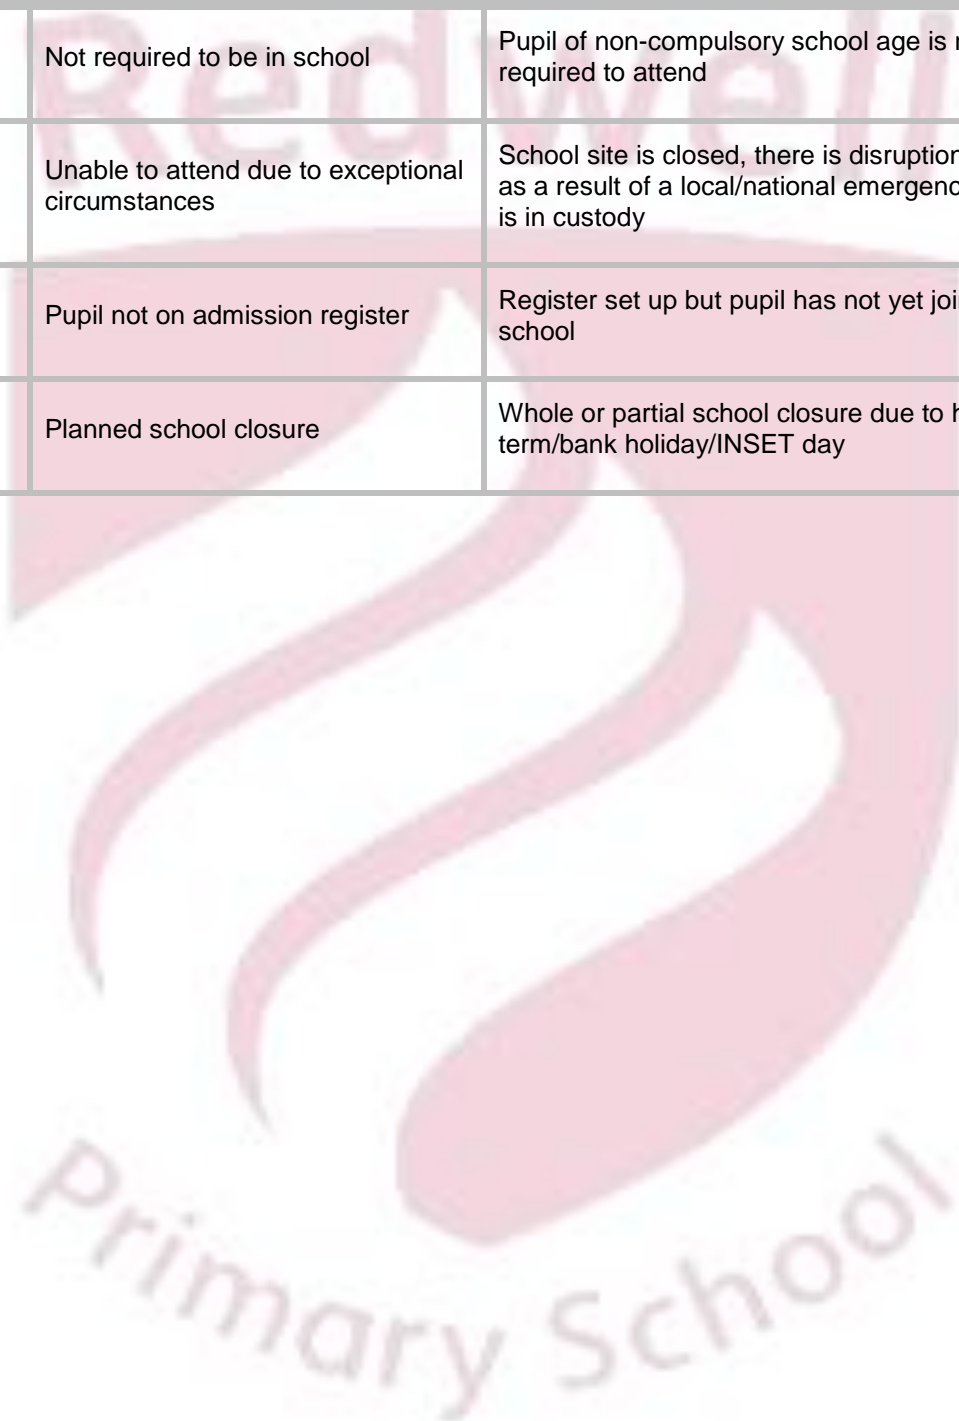 Redwell
Not required to be in school
Pupil of non-compulsory school age is
required to attend
Unable to attend due to exceptional
circumstances
School site is closed, there is disruption
as a result of a local/national
is in custody
Pupil not on admission register
Register set up but pupil has not yet
school
Planned school closure
Whole or partial school closure due to
term/bank holiday/INSET day
Primary School